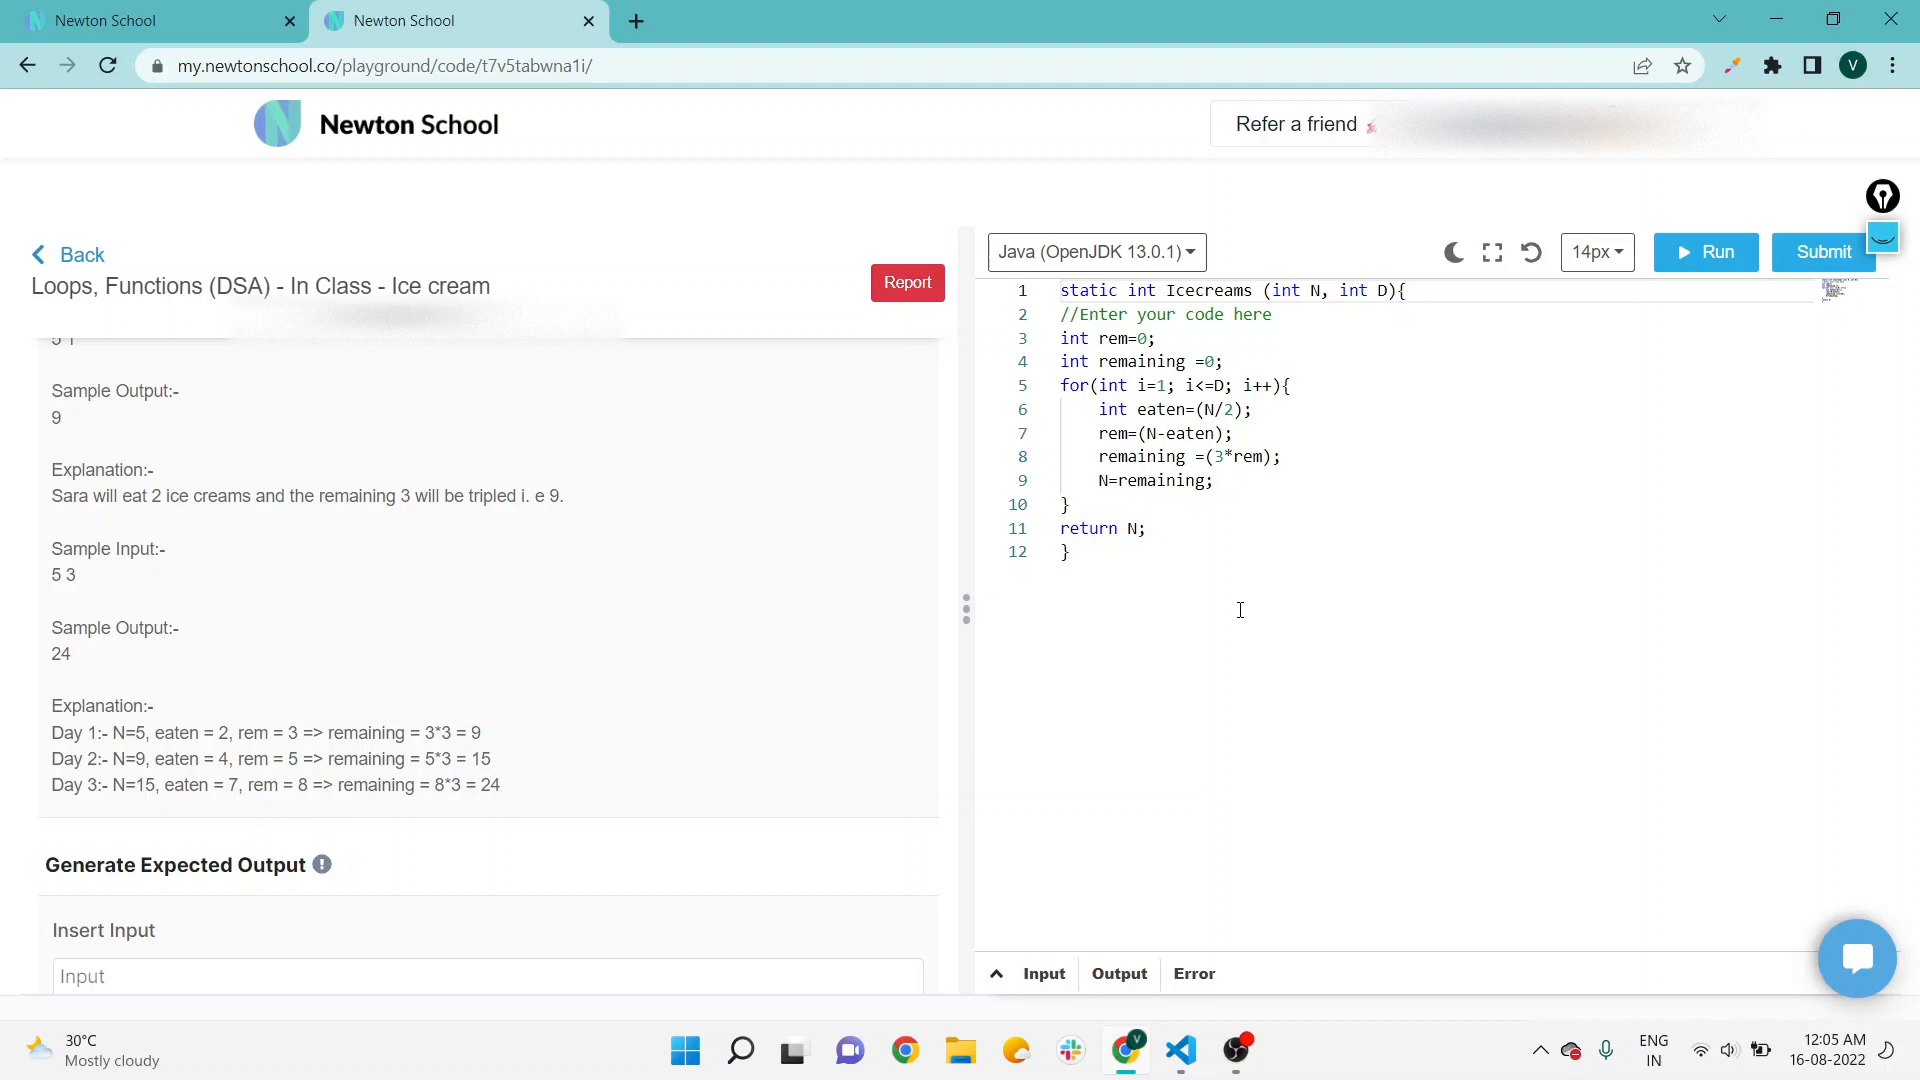 Newton School
Newton School
my.newtonschool.co/playground/code/t7v5tabwna1i/
V
Newton School
Refer a friend
Back
Loops, Functions (DSA) - In Class - Ice cream
Report
5 1
Sample Output:-
9
Explanation:-
Sara will eat 2 ice creams and the remaining 3 will be tripled i. e 9.
Sample Input:-
5 3
Sample Output:-
24
Explanation:-
Day 1:- N=5, eaten = 2, rem = 3 => remaining = 3*3 = 9
Day 2:- N=9, eaten = 4, rem = 5 => remaining = 5*3 = 15
Day 3:- N=15, eaten = 7, rem = 8 => remaining = 8*3 = 24
Generate Expected Output
Insert Input
Input
Java (OpenJDK 13.0.1)
14px
Run
Submit
1 static int Icecreams (int N, int D){
2 //Enter your code here
3 int rem=0;
4 int remaining =0;
5 for(int i=1; i<=D; i++){
6 int eaten=(N/2);
7 rem=(N-eaten);
8 remaining =(3*rem);
9 N=remaining;
10 }
11 return N;
12 }
Input Output Error
30°C
Mostly cloudy
V
ENG
IN
12:05 AM
16-08-2022